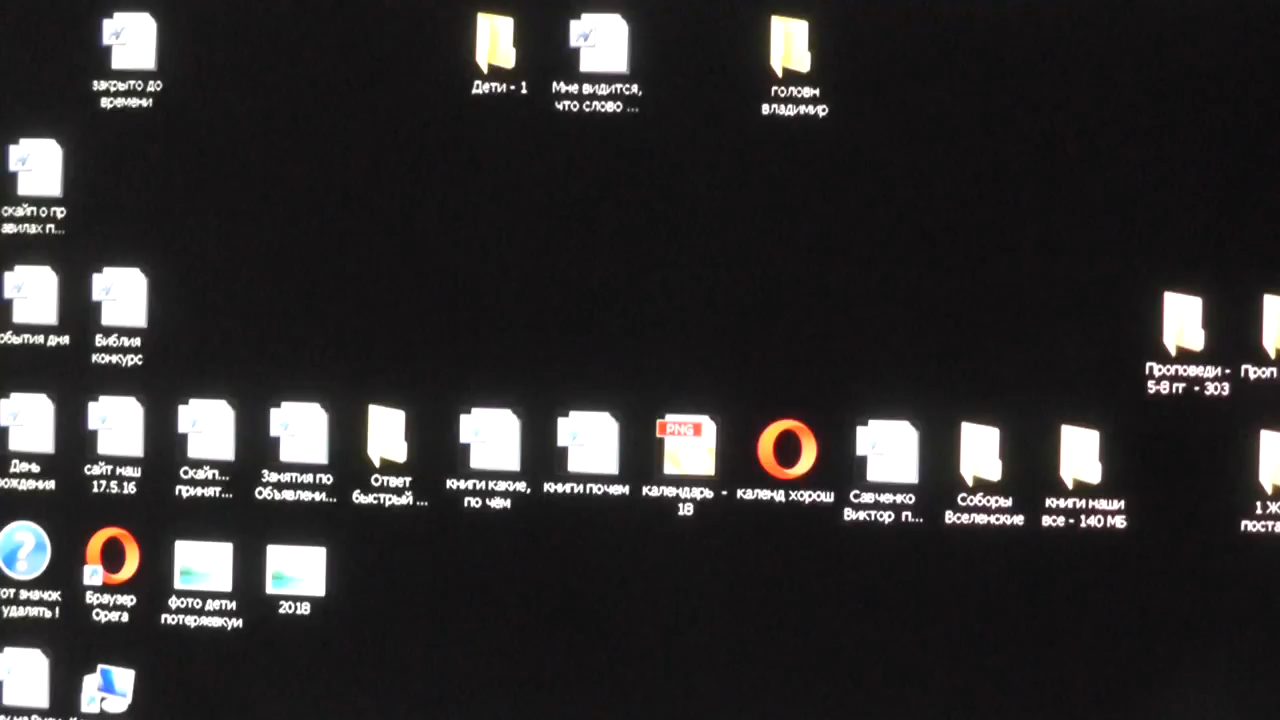 закрыто до
времени
Дети - 1
Мне видится,
что слово ...
головн
владимир
скайп о пр
авилах п...
обытия дня
Библия
конкурс
Проповеди -
5-8 гг - 303
Проп
День
рождения
сайт наш
17.5.16
Скайп...
принят...
Занятия по
Объявлени...
Ответ
быстрый ...
книги какие,
по чём
книги почем
PNG
календарь -
18
календ хорош
Савченко
Виктор п...
Соборы
Вселенские
книги наши
все - 140 МБ
1 Ж
поста
от значок
удалять !
Браузер
Opera
фото дети
потеряевкуи
2018